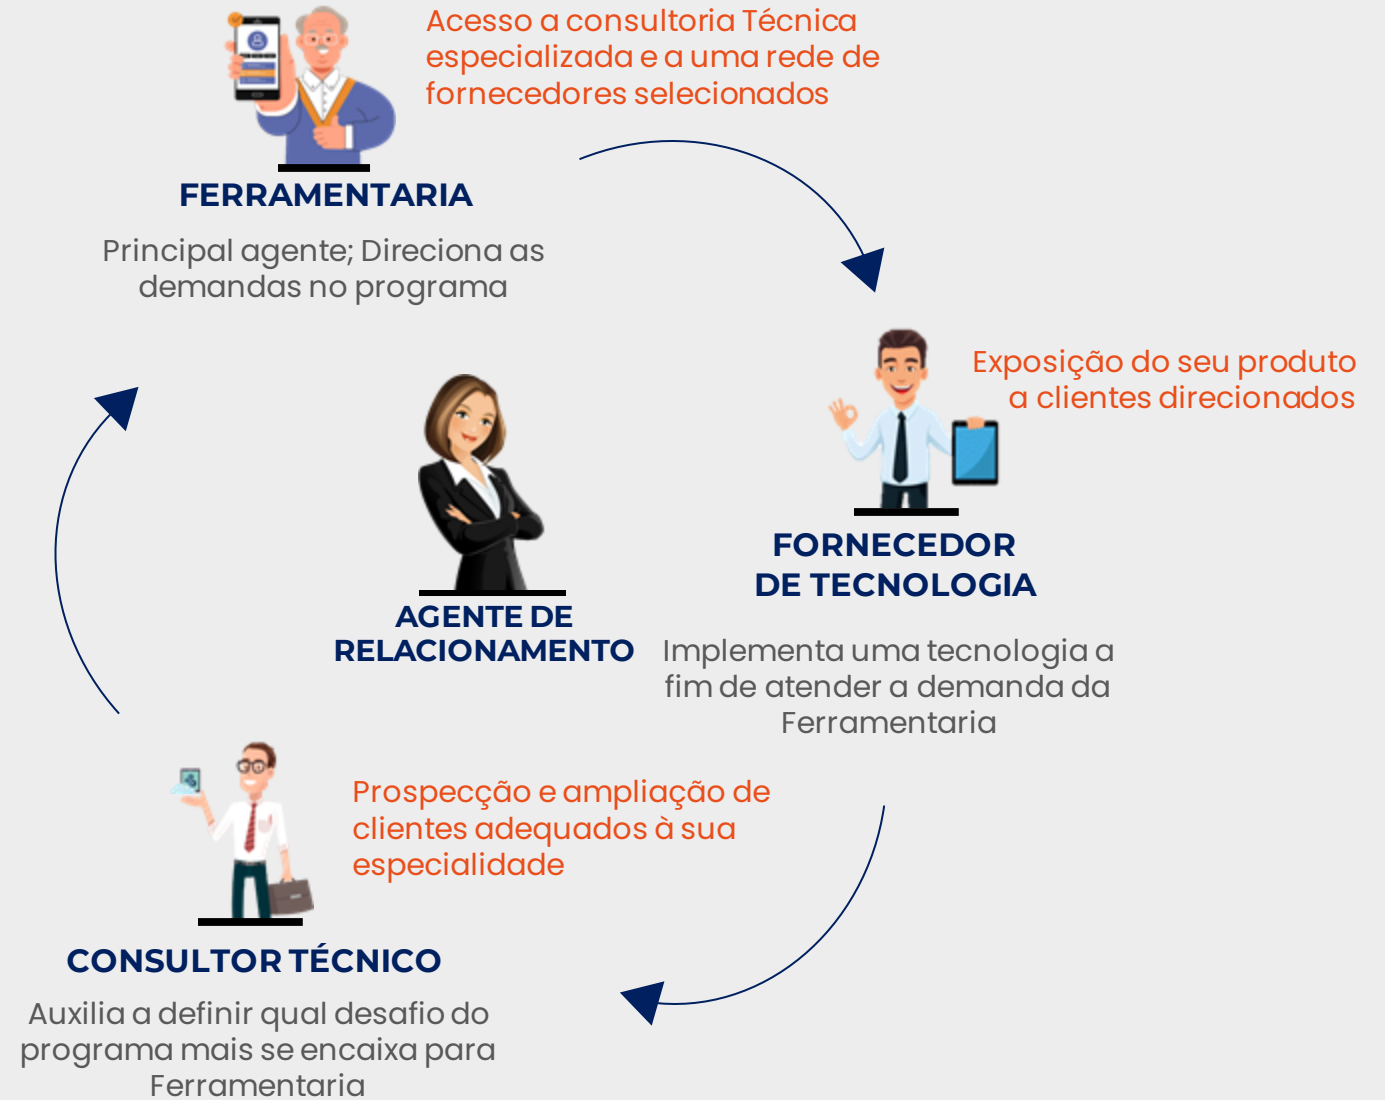 Acesso a consultoria Técnica
especializada e a uma rede de
fornecedores selecionados
FERRAMENTARIA
Principal agente; Direciona as
demandas no programa
Exposição do seu produto
a clientes direcionados
FORNECEDOR
DE TECNOLOGIA
Implementa uma tecnologia a
fim de atender a demanda da
Ferramentaria
AGENTE DE
RELACIONAMENTO
Prospecção e ampliação de
clientes adequados à sua
especialidade
CONSULTOR TÉCNICO
Auxilia a definir qual desafio do
programa mais se encaixa para
Ferramentaria